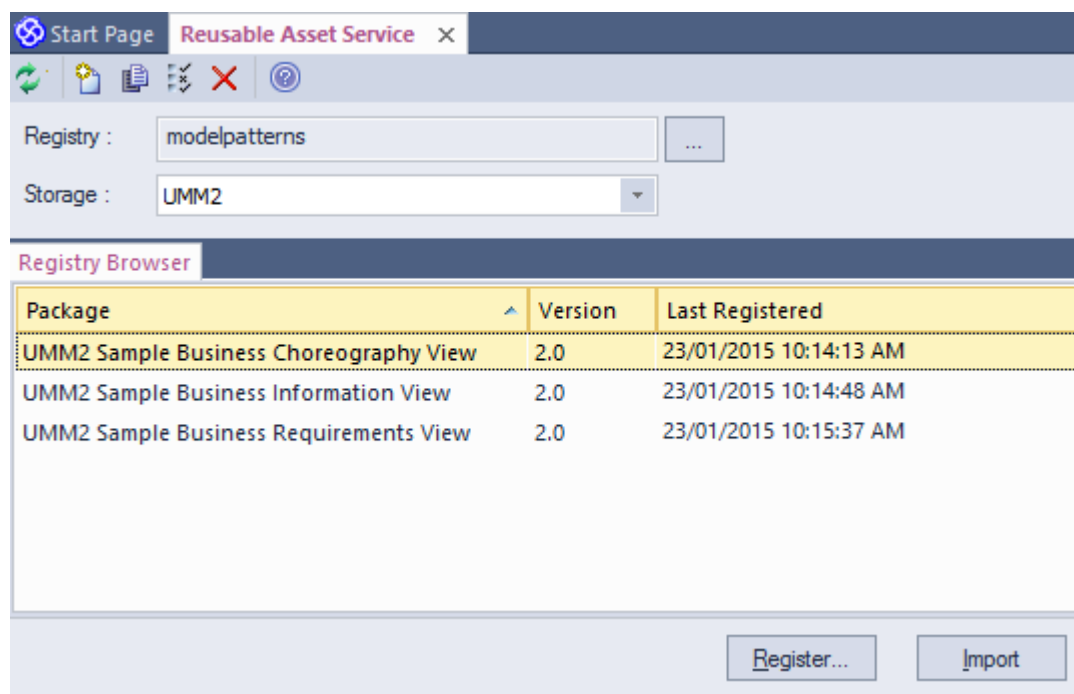 Start Page Reusable Asset Service
Registry : modelpatterns ...
Storage : UMM2
Registry Browser
Package Version Last Registered
UMM2 Sample Business Choreography View 2.0 23/01/2015 10:14:13 AM
UMM2 Sample Business Information View 2.0 23/01/2015 10:14:48 AM
UMM2 Sample Business Requirements View 2.0 23/01/2015 10:15:37 AM
Register... Import